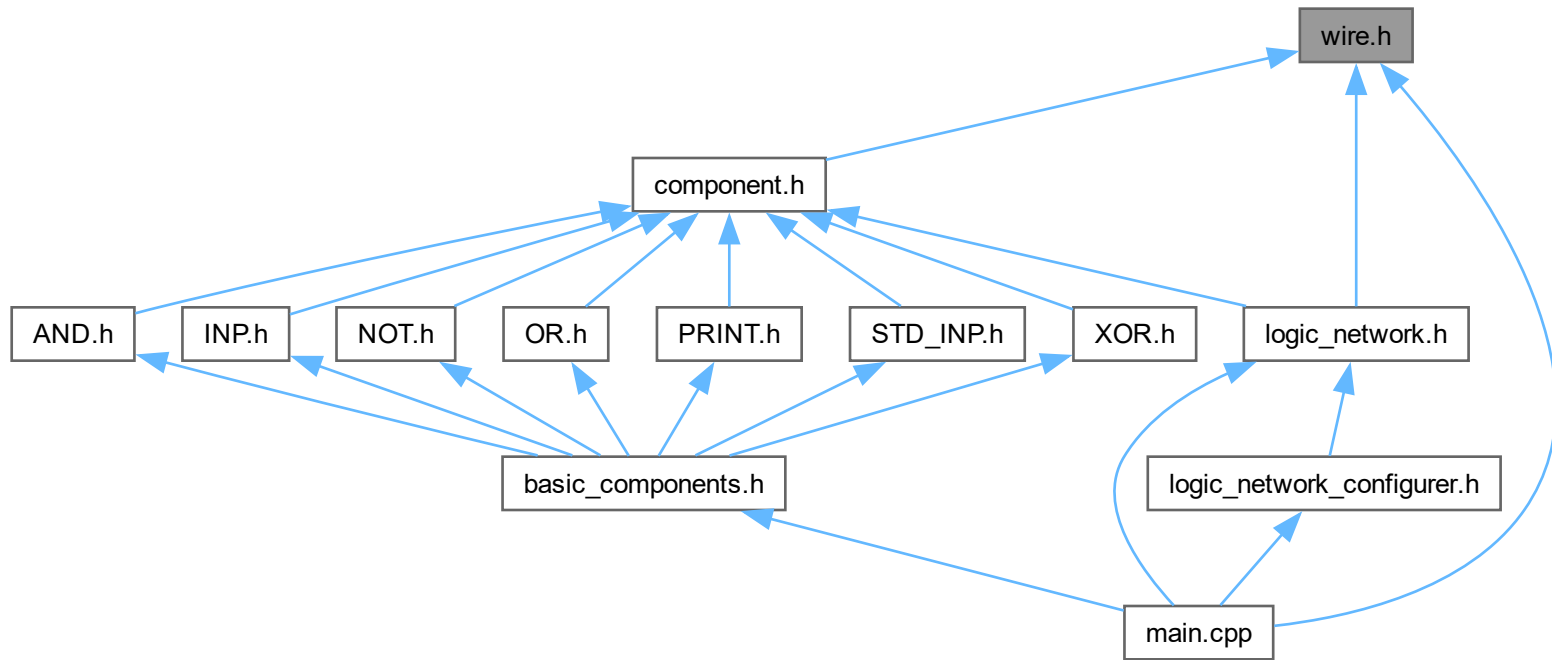 wire.h
component.h
AND.h
INP.h
NOT.h
OR.h
PRINT.h
STD_INP.h
XOR.h
logic_network.h
basic_components.h
logic_network_configurer.h
main.cpp